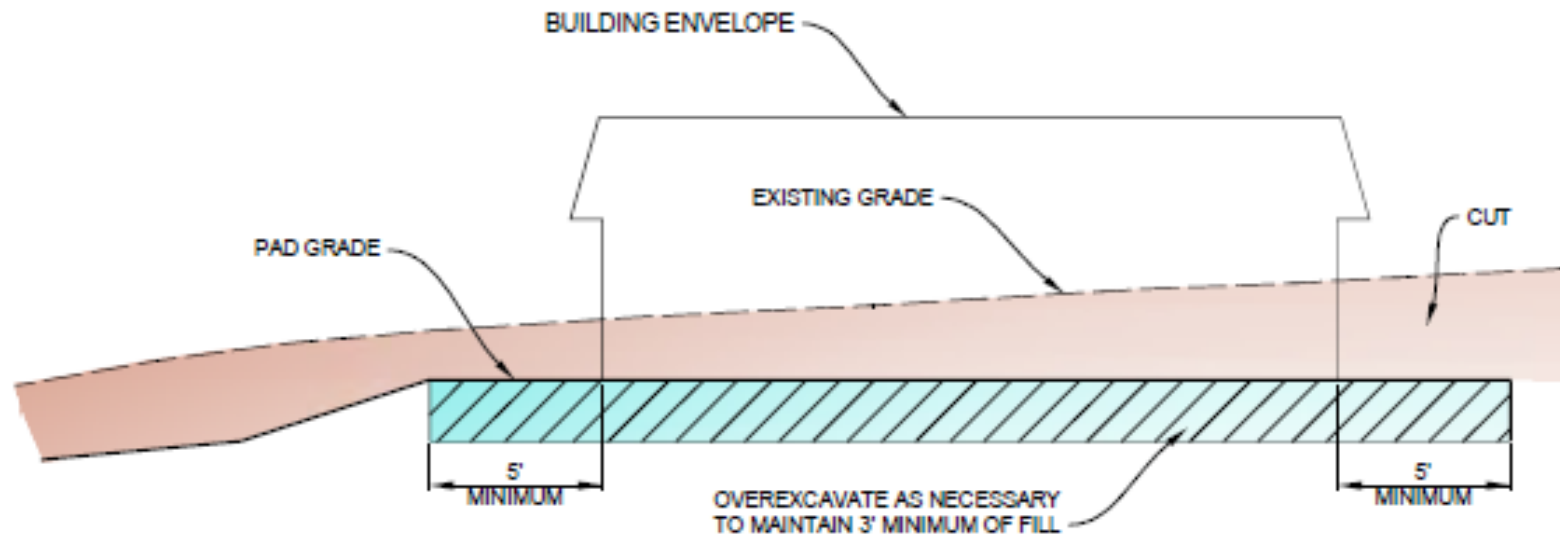 BUILDING ENVELOPE
EXISTING GRADE
CUT
PAD GRADE
5'
MINIMUM
5'
MINIMUM
OVEREXCAVATE AS NECESSARY
TO MAINTAIN 3' MINIMUM OF FILL